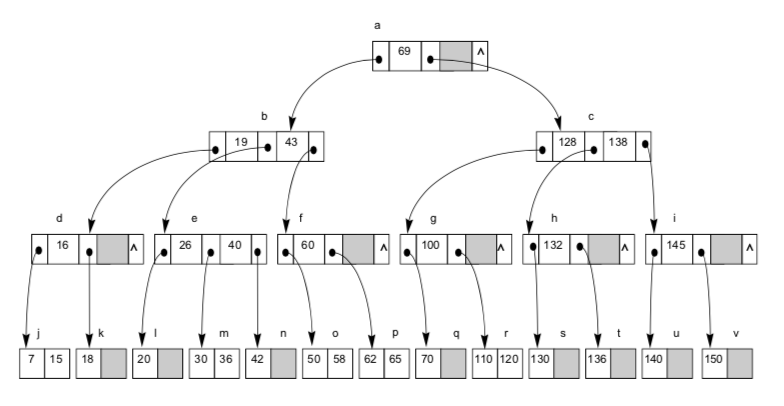 a
69 ^
b c
19 43 128 138
d e f g h i
16 ^ 26 40 60 ^ 100 ^ 132 ^ 145 ^
j k l m n o p q r s t u v
7 15 18 20 30 36 42 50 58 62 65 70 110 120 130 136 140 150